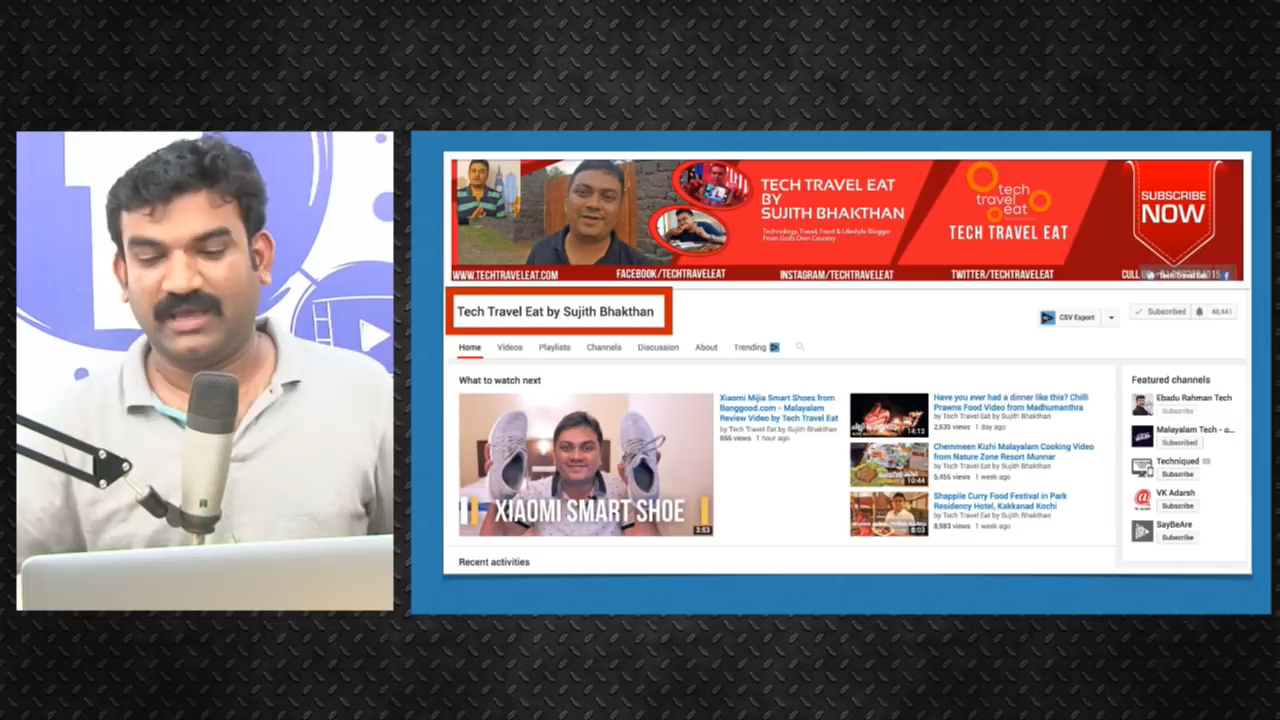 TECH TRAVEL EAT
BY
SUJITH BHAKTHAN
Technology, Travel, Food & Lifestyle Blogger
From Gods Own Country
tech
travel
eat
TECH TRAVEL EAT
SUBSCRIBE
NOW
WWW.TECHTRAVELEAT.COM
FACEBOOK/TECHTRAVELEAT
INSTAGRAM/TECHTRAVELEAT
TWITTER/TECHTRAVELEAT
Tech Travel Eat
Tech Travel Eat by Sujith Bhakthan
CSV Export
Subscribed
48,441
Home Videos Playlists Channels Discussion About Trending
What to watch next
XIAOMI SMART SHOE
3:53
Xiaomi Mijia Smart Shoes from
Banggood.com - Malayalam
Review Video by Tech Travel Eat
by Tech Travel Eat by Sujith Bhakthan
666 views 1 hour ago
14:12
Have you ever had a dinner like this? Chilli
Prawns Food Video from Madhumanthra
by Tech Travel Eat by Sujith Bhakthan
2,635 views 1 day ago
10:44
Chemmeen Kizhi Malayalam Cooking Video
from Nature Zone Resort Munnar
by Tech Travel Eat by Sujith Bhakthan
5,456 views 1 week ago
8:03
Shappile Curry Food Festival in Park
Residency Hotel, Kakkanad Kochi
by Tech Travel Eat by Sujith Bhakthan
8,983 views 1 week ago
Featured channels
Ebadu Rahman Tech
Subscribe
Malayalam Tech - a...
Subscribed
Techniqued
Subscribe
VK Adarsh
Subscribe
SayBeAre
Subscribe
Recent activities